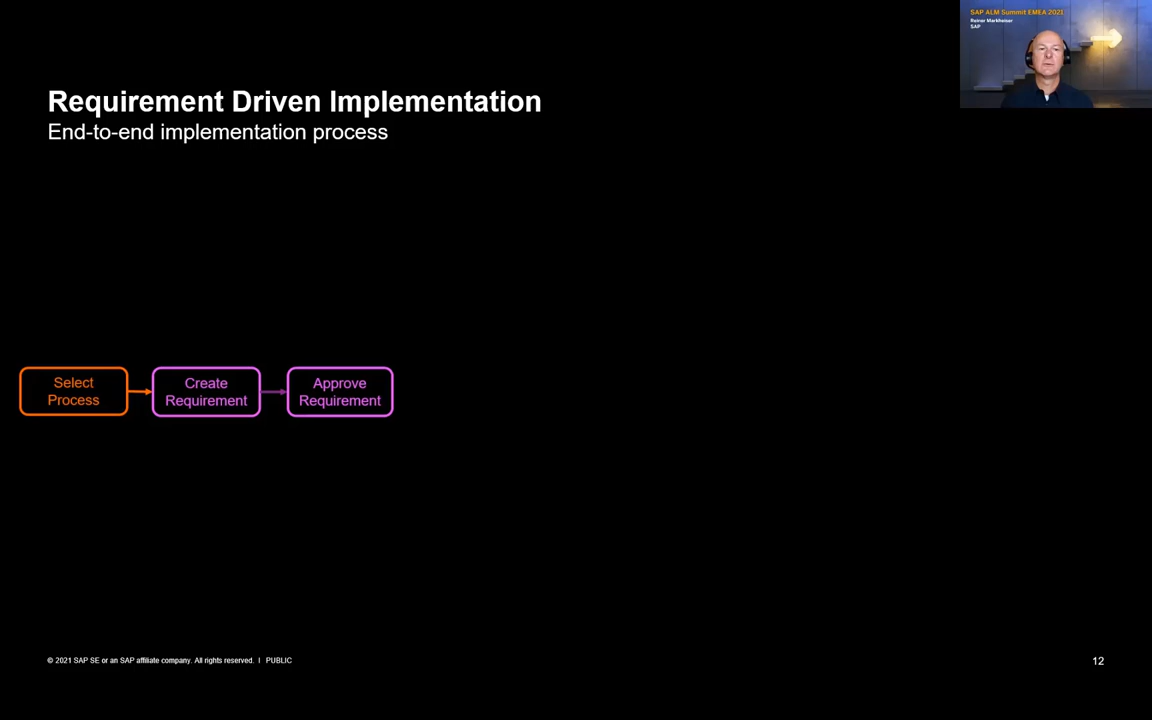 SAP ALM Summit EMEA 2021
Reiner Markheiser
SAP
Requirement Driven Implementation
End-to-end implementation process
Select
Process
Create
Requirement
Approve
Requirement
© 2021 SAP SE or an SAP affiliate company. All rights reserved. | PUBLIC
12